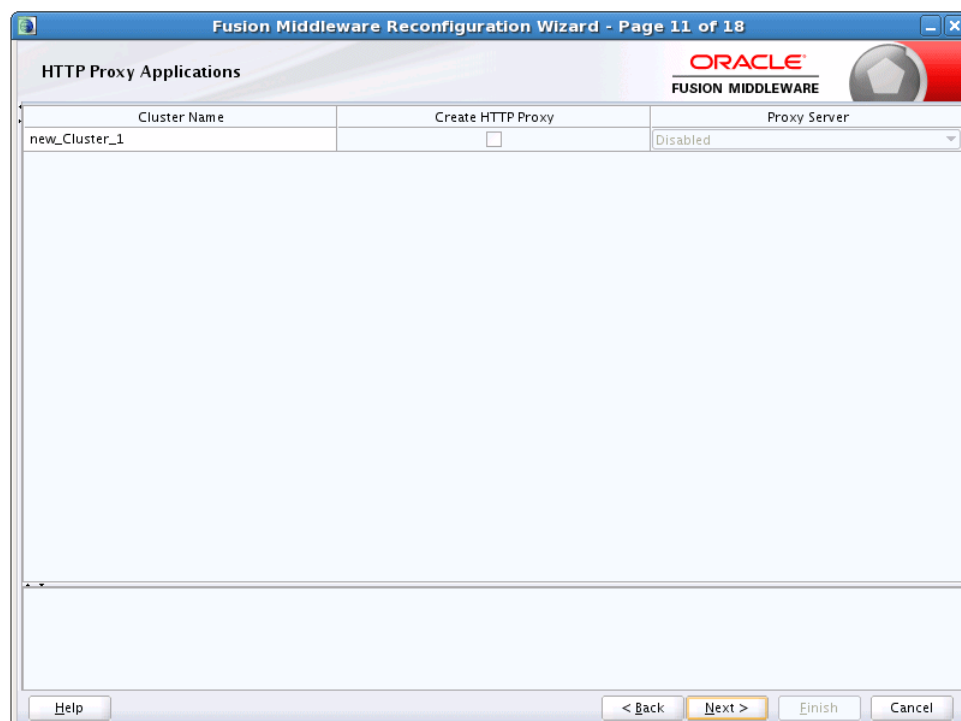 Fusion Middleware Reconfiguration Wizard - Page 11 of 18
HTTP Proxy Applications
ORACLE
FUSION MIDDLEWARE
Cluster Name Create HTTP Proxy Proxy Server
new_Cluster_1 Disabled
Help < Back Next > Finish Cancel